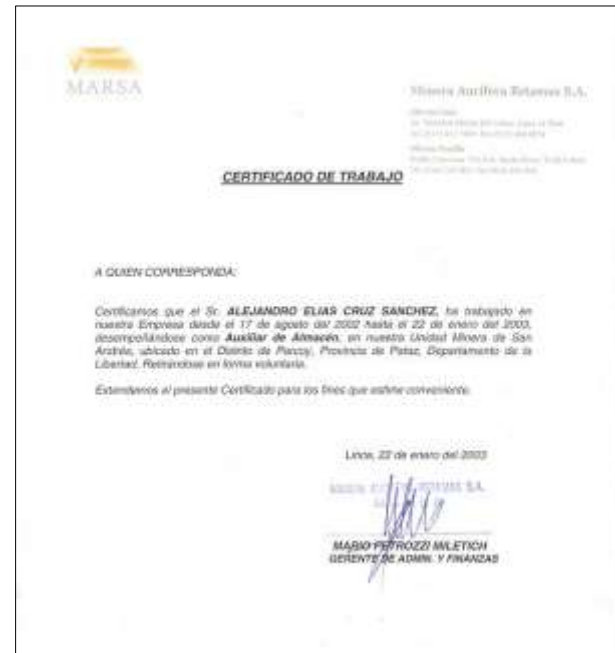 MARSA
Minera Aurífera Retamas S.A.
CERTIFICADO DE TRABAJO
A QUIEN CORRESPONDA:
Certificamos que el Sr. ALEJANDRO ELIAS CRUZ SANCHEZ, ha trabajado en
nuestra Empresa desde el 17 de agosto del 2002 hasta el 22 de enero del 2003,
desempeñándose como Auxiliar de Almacén, en nuestra Unidad Minera de San
Andrés, ubicado en el Distrito de Parcoy, Provincia de Pataz, Departamento de la
Libertad. Retirándose en forma voluntaria.
Extendemos el presente Certificado para los fines que estime conveniente.
Lince, 22 de enero del 2003
MARIO PETROZZI MILETICH
GERENTE DE ADMIN. Y FINANZAS